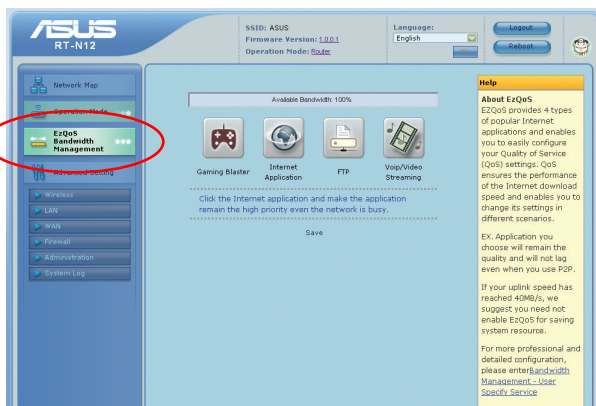 ASUS
RT-N12
SSID: ASUS
Firmware Version: 1.0.0.1
Operation Mode: Router
Language:
English
Logout
Reboot
Network Map
Operation Mode
EzQoS
Bandwidth
Management
Advanced Setting
Wireless
LAN
WAN
Firewall
Administration
System Log
Available Bandwidth: 100%
Gaming Blaster
Internet
Application
FTP
Voip/Video
Streaming
Click the Internet application and make the application
remain the high priority even the network is busy.
Save
Help
About EzQoS
EZQoS provides 4 types
of popular Internet
applications and enables
you to easily configure
your Quality of Service
(QoS) settings. QoS
ensures the performance
of the Internet download
speed and enables you to
change its settings in
different scenarios.
EX. Application you
choose will remain the
quality and will not lag
even when you use P2P.
If your uplink speed has
reached 40MB/s, we
suggest you need not
enable EzQoS for saving
system resource.
For more professional and
detailed configuration,
please enterBandwidth
Management - User
Specify Service